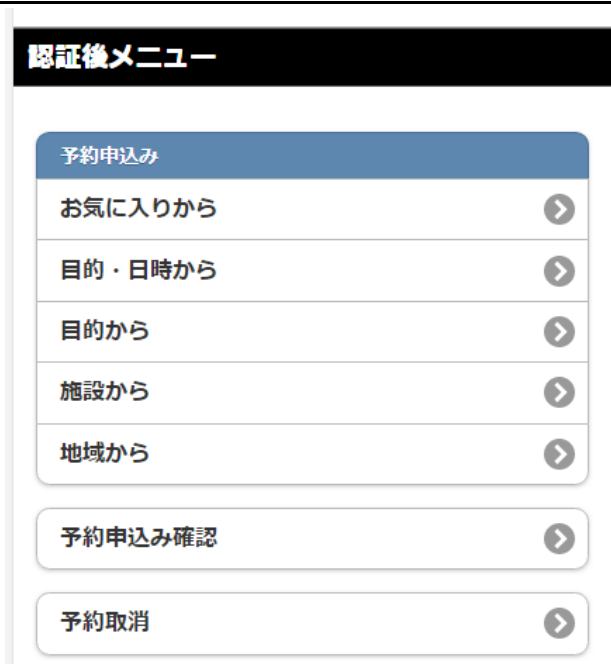 認証後メニュー
予約申込み
お気に入りから
目的・日時から
目的から
施設から
地域から
予約申込み確認
予約取消